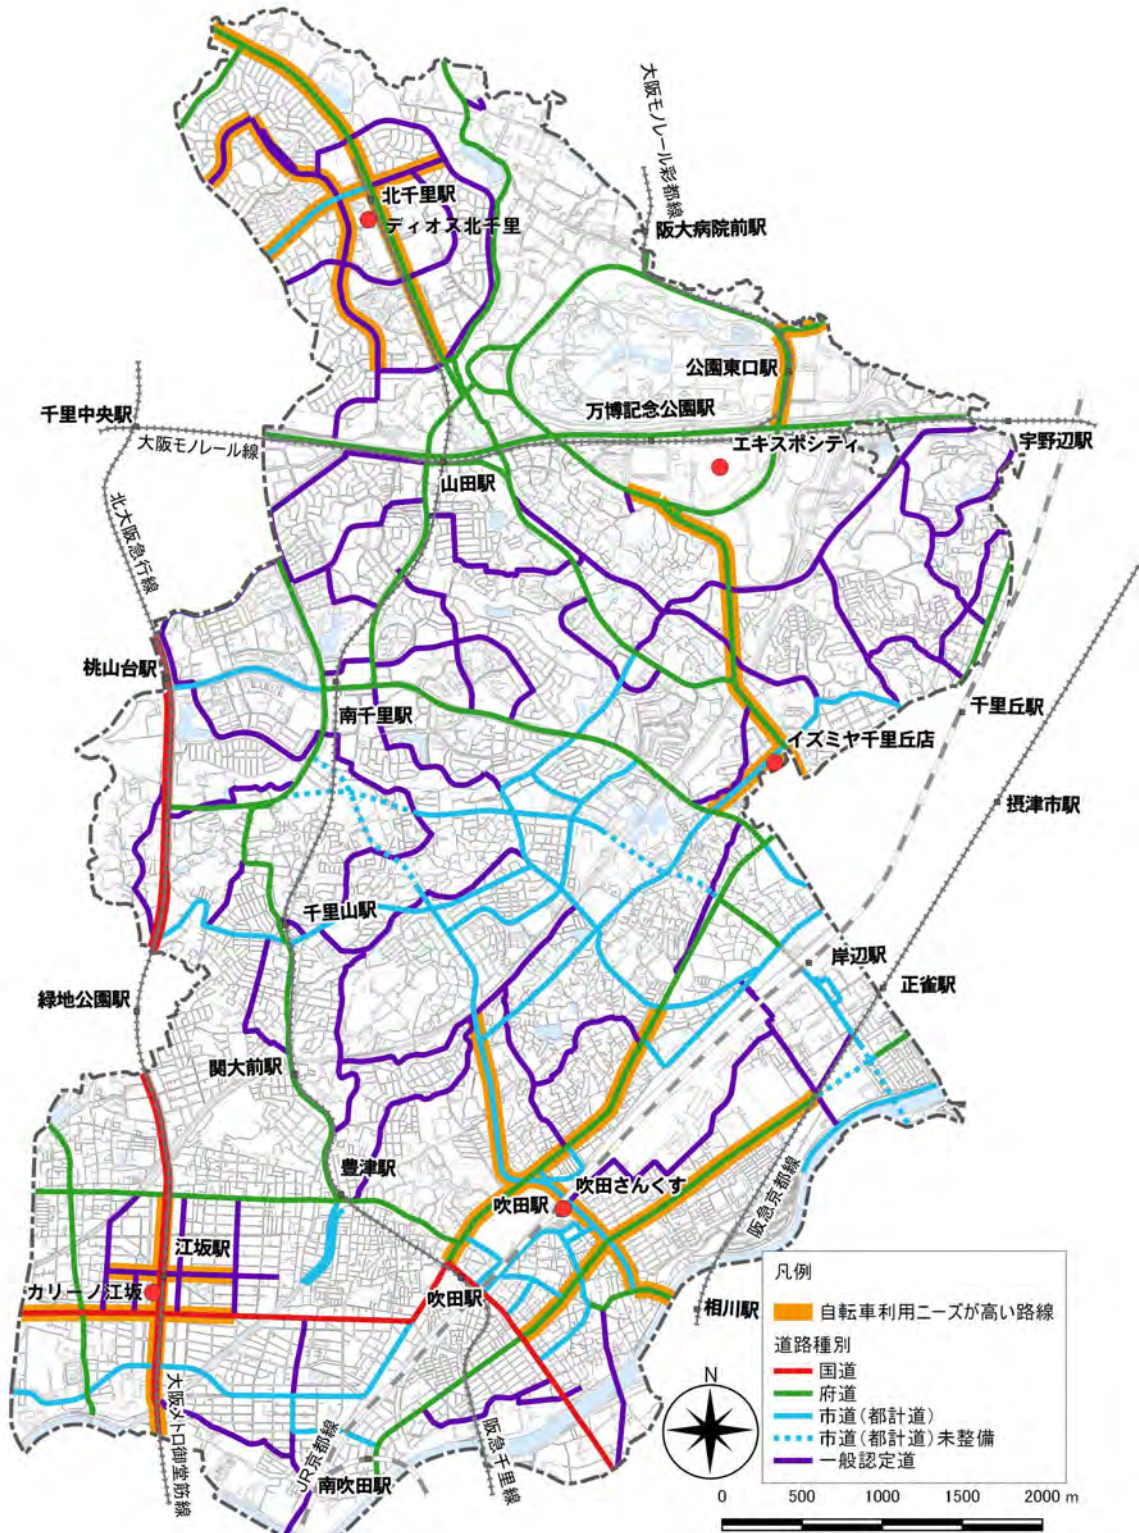 大阪モノレール彩都線
北千里駅
ディオス北千里
阪大病院前駅
公園東口駅
千里中央駅
万博記念公園駅
大阪モノレール線
エキスポシティ
宇野辺駅
山田駅
北大阪急行線
桃山台駅
南千里駅
千里丘駅
イズミヤ千里丘店
摂津市駅
千里山駅
岸辺駅
正雀駅
緑地公園駅
関大前駅
豊津駅
吹田さんくす
吹田駅
阪急京都線
江坂駅
カリーノ江坂
吹田駅
相川駅
大阪メトロ御堂筋線
JR京都線
阪急千里線
南吹田駅
凡例
自転車利用ニーズが高い路線
道路種別
国道
府道
市道(都計道)
市道(都計道)未整備
一般認定道
N
0 500 1000 1500 2000 m